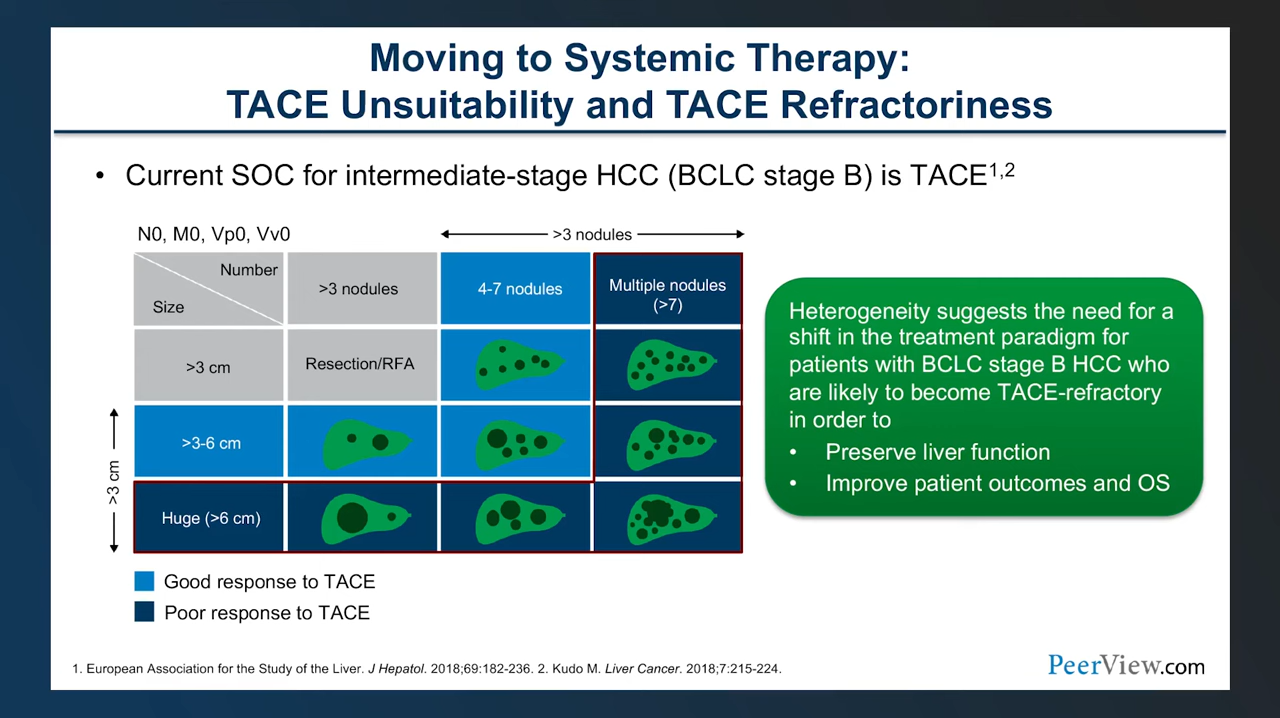 Moving to Systemic Therapy:
TACE Unsuitability and TACE Refractoriness
• Current SOC for intermediate-stage HCC (BCLC stage B) is TACE1,2
N0, M0, Vp0, Vv0
>3 nodules
Number
Size
>3 nodules
4-7 nodules
Multiple nodules
(>7)
>3 cm
Resection/RFA
>3-6 cm
>3 cm
Huge (>6 cm)
Good response to TACE
Poor response to TACE
Heterogeneity suggests the need for a
shift in the treatment paradigm for
patients with BCLC stage B HCC who
are likely to become TACE-refractory
in order to
• Preserve liver function
• Improve patient outcomes and OS
1. European Association for the Study of the Liver. J Hepatol. 2018;69:182-236. 2. Kudo M. Liver Cancer. 2018;7:215-224.
PeerView.com